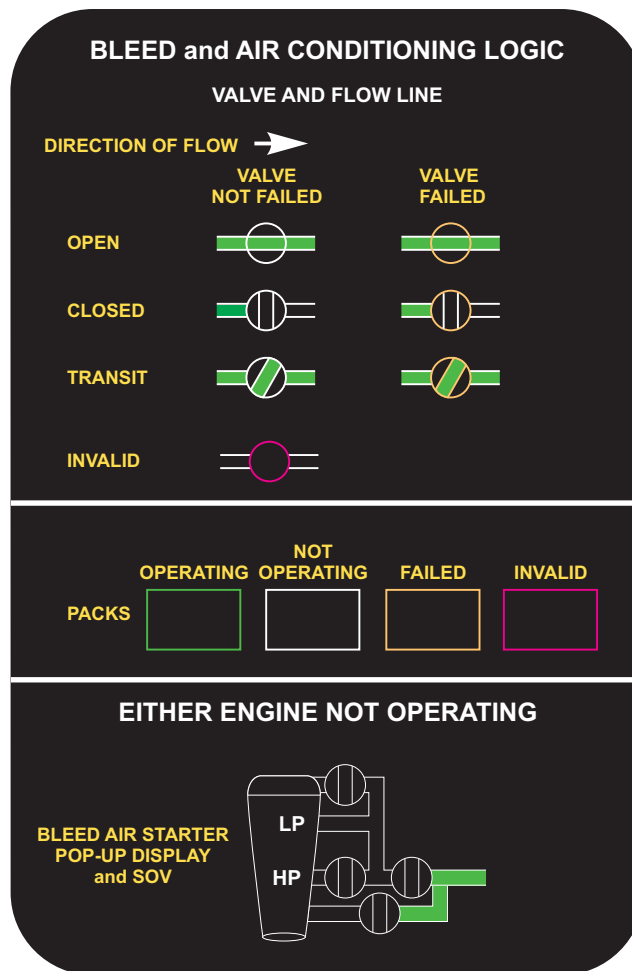 BLEED and AIR CONDITIONING LOGIC
VALVE AND FLOW LINE
DIRECTION OF FLOW
VALVE
NOT FAILED
VALVE
FAILED
OPEN
CLOSED
TRANSIT
INVALID
OPERATING
NOT
OPERATING
FAILED
INVALID
PACKS
EITHER ENGINE NOT OPERATING
BLEED AIR STARTER
POP-UP DISPLAY
and SOV
LP
HP